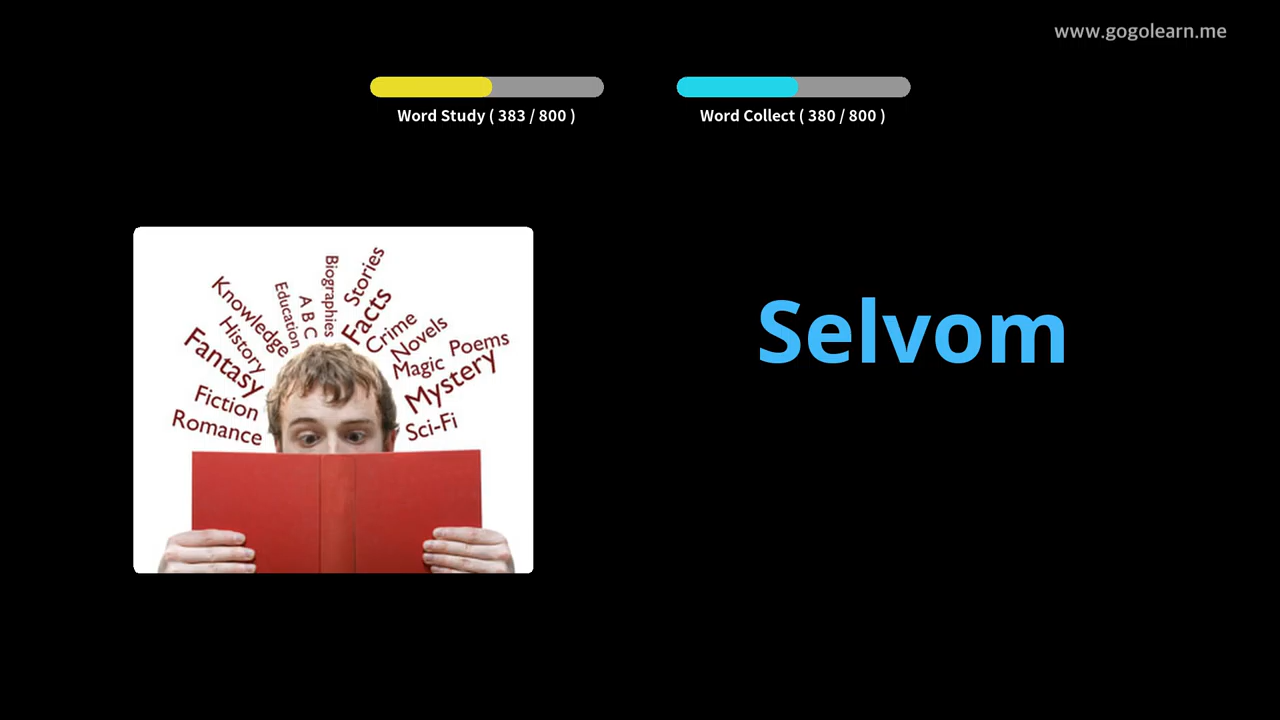 www.gogolearn.me
Word Study ( 383 / 800 )
Word Collect ( 380 / 800 )
Selvom
Biographies
Stories
Education
A B C
Facts
Knowledge
History
Crime
Novels
Fantasy
Magic
Poems
Mystery
Fiction
Romance
Sci-Fi